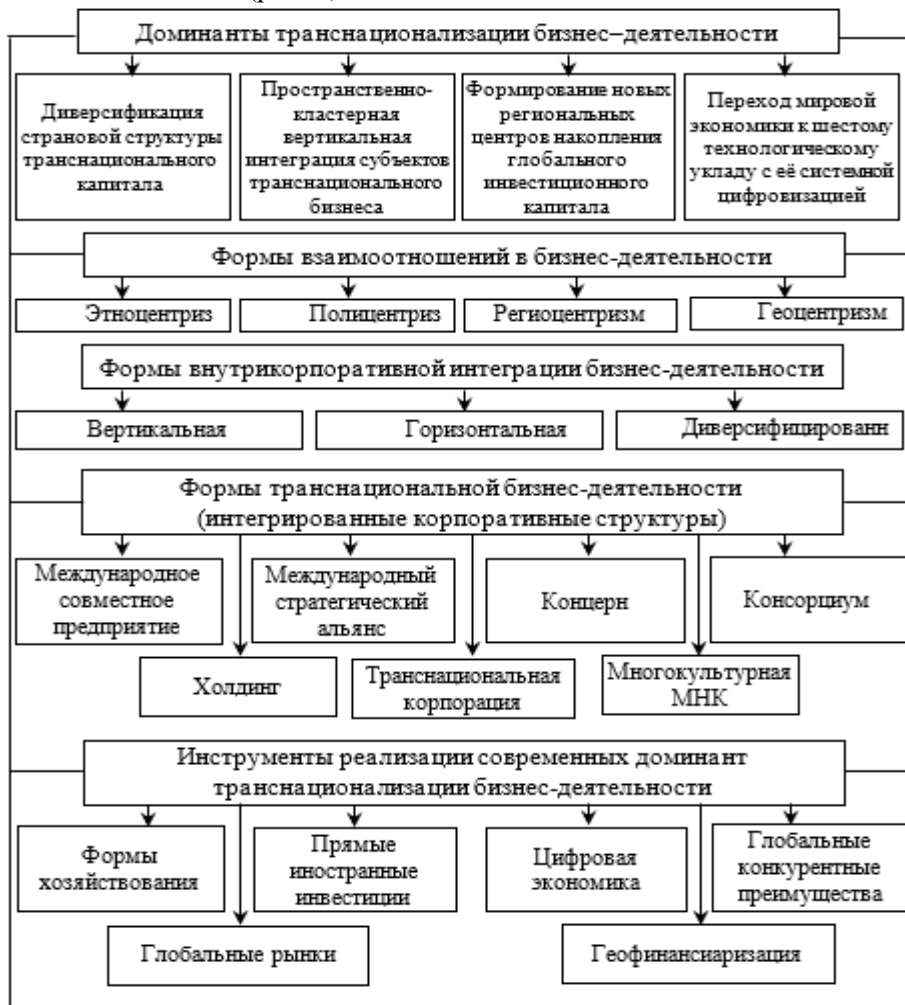 Доминанты транснационализации бизнес–деятельности
Диверсификация
страновой структуры
транснационального
капитала
Пространственно-
кластерная
вертикальная
интеграция субъектов
транснационального
бизнеса
Формирование новых
региональных
центров накопления
глобального
инвестиционного
капитала
Переход мировой
экономики к шестому
технологическому
укладу с её системной
цифровизацией
Формы взаимоотношений в бизнес-деятельности
Этноцентриз
Полицентриз
Региоцентризм
Геоцентризм
Формы внутрикорпоративной интеграции бизнес-деятельности
Вертикальная
Горизонтальная
Диверсифицированн
Формы транснациональной бизнес-деятельности
(интегрированные корпоративные структуры)
Международное
совместное
предприятие
Международный
стратегический
альянс
Концерн
Консорциум
Холдинг
Транснациональная
корпорация
Многокультурная
МНК
Инструменты реализации современных доминант
транснационализации бизнес-деятельности
Формы
хозяйствования
Прямые
иностранные
инвестиции
Цифровая
экономика
Глобальные
конкурентные
преимущества
Глобальные рынки
Геофинансиаризация